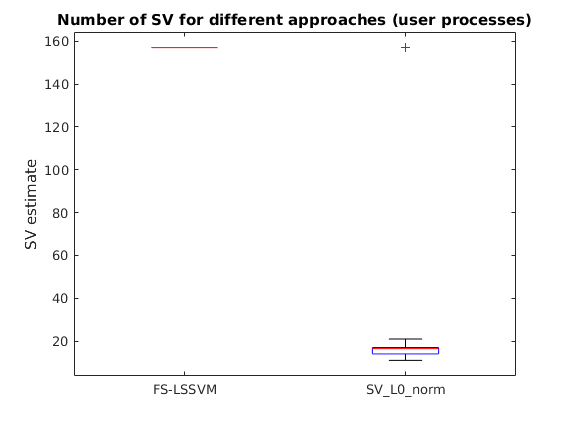 Number of SV for different approaches (user processes)
160
140
120
100
80
60
40
20
SV estimate
FS-LSSVM
SV_L0_norm